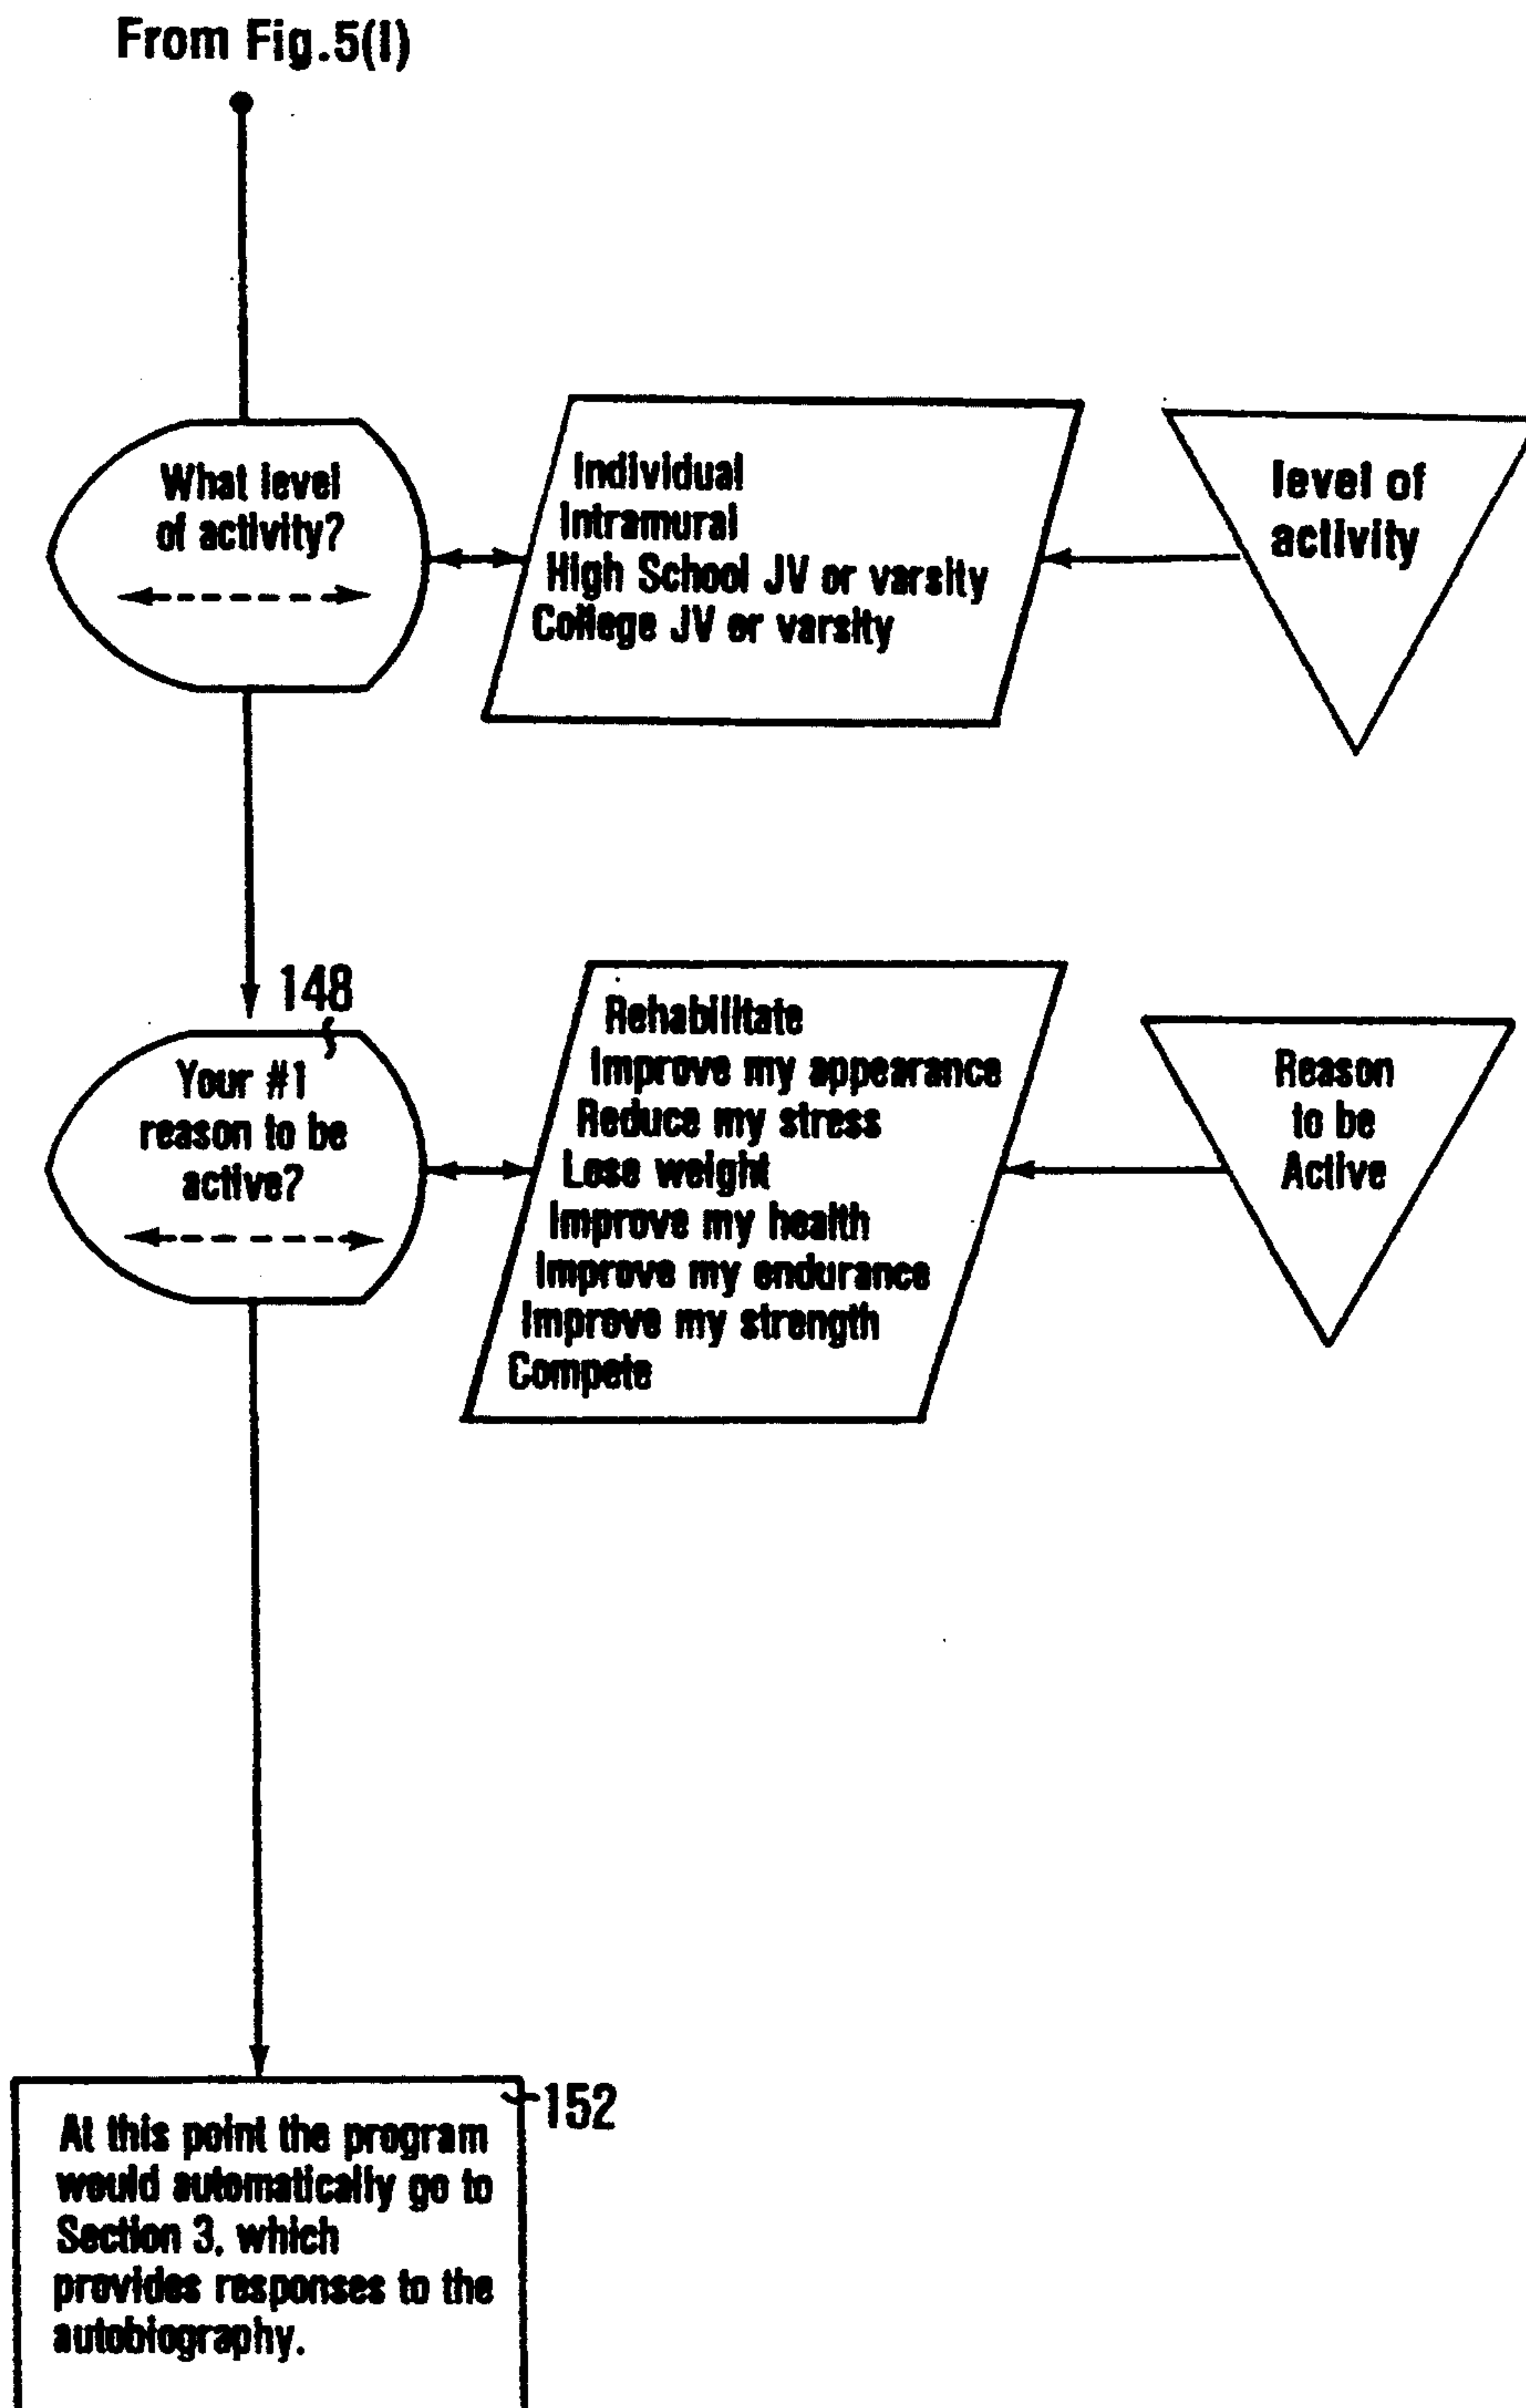 From Fig.5(I)
What level
of activity?
Individual
Intramural
High School JV or varsity
College JV or varsity
level of
activity
148
Your #1
reason to be
active?
Rehabilitate
Improve my appearance
Reduce my stress
Lose weight
Improve my health
Improve my endurance
Improve my strength
Compete
Reason
to be
Active
152
At this point the program
would automatically go to
Section 3, which
provides responses to the
autobiography.